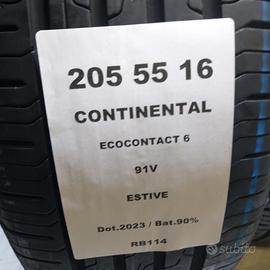 205 55 16
CONTINENTAL
ECOCONTACT 6
91V
ESTIVE
Dot.2023 / Bat.90%
RB114
subito